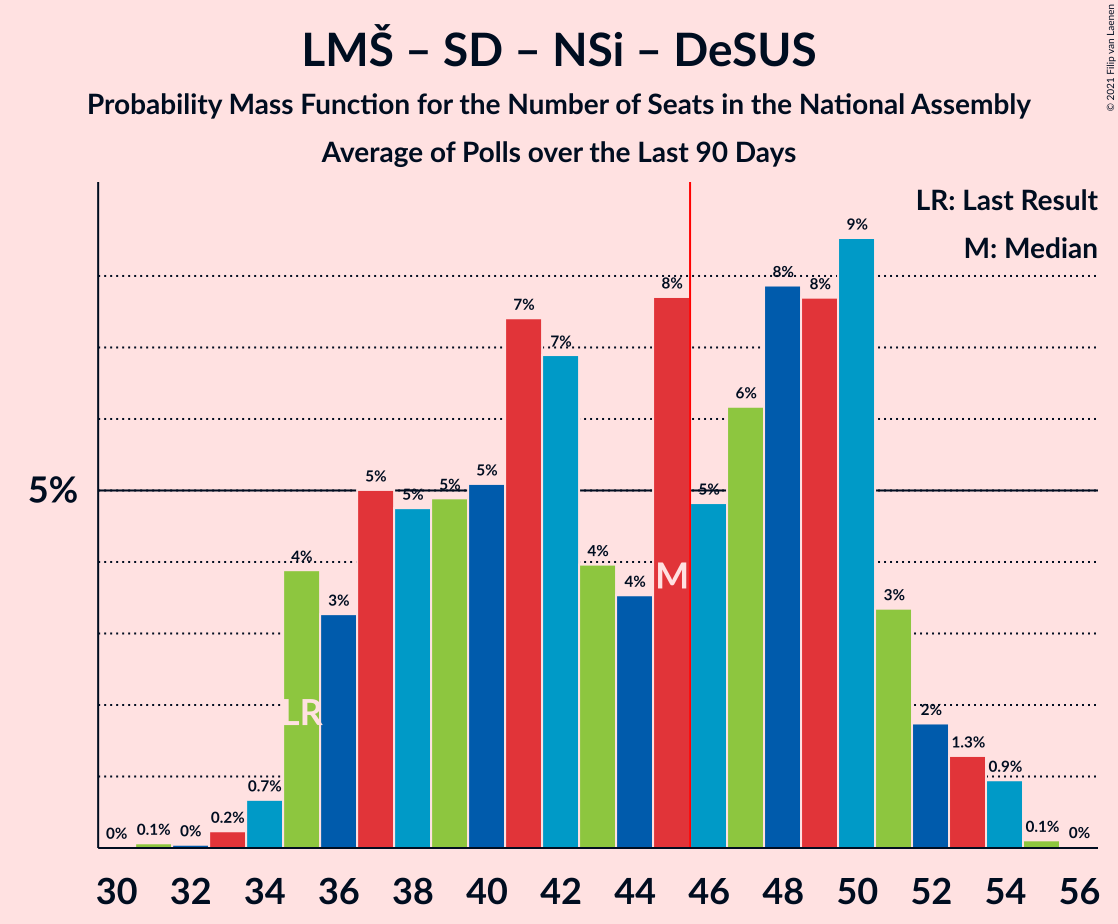 LMŠ – SD – NSi – DeSUS
Probability Mass Function for the Number of Seats in the National Assembly
Average of Polls over the Last 90 Days
© 2021 Filip van Laenen
LR: Last Result
M: Median
5%
0% 0.1% 0% 0.2% 0.7% 4% 3% 5% 5% 5% 5% 7% 7% 4% 4% 8% 5% 6% 8% 8% 9% 3% 2% 1.3% 0.9% 0.1% 0%
LR
M
30 32 34 36 38 40 42 44 46 48 50 52 54 56